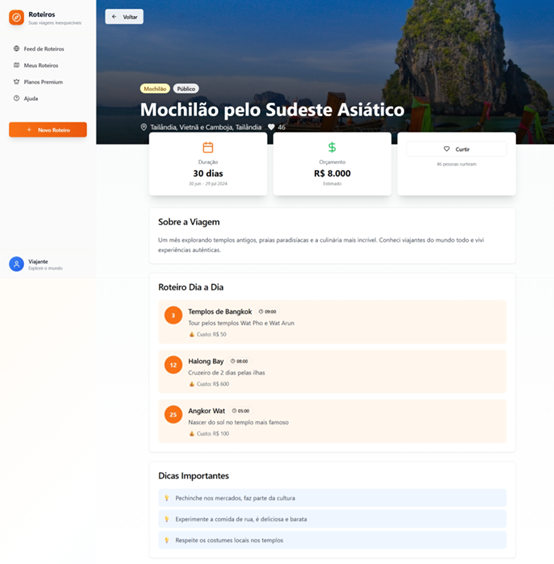 Roteiros
Suas viagens inesquecíveis
Feed de Roteiros
Meus Roteiros
Planos Premium
Ajuda
+ Novo Roteiro
Viajante
Explore o mundo
← Voltar
Mochilão
Público
Mochilão pelo Sudeste Asiático
Tailândia, Vietnã e Camboja, Tailândia 46
Duração
30 dias
30 jun - 29 jul 2024
Orçamento
R$ 8.000
Estimado
Curtir
46 pessoas curtiram
Sobre a Viagem
Um mês explorando templos antigos, praias paradisíacas e a culinária mais incrível. Conheci viajantes do mundo todo e vivi
experiências autênticas.
Roteiro Dia a Dia
3
Templos de Bangkok 09:00
Tour pelos templos Wat Pho e Wat Arun
Custo: R$ 50
12
Halong Bay 08:00
Cruzeiro de 2 dias pelas ilhas
Custo: R$ 600
25
Angkor Wat 05:00
Nascer do sol no templo mais famoso
Custo: R$ 100
Dicas Importantes
Pechinche nos mercados, faz parte da cultura
Experimente a comida de rua, é deliciosa e barata
Respeite os costumes locais nos templos